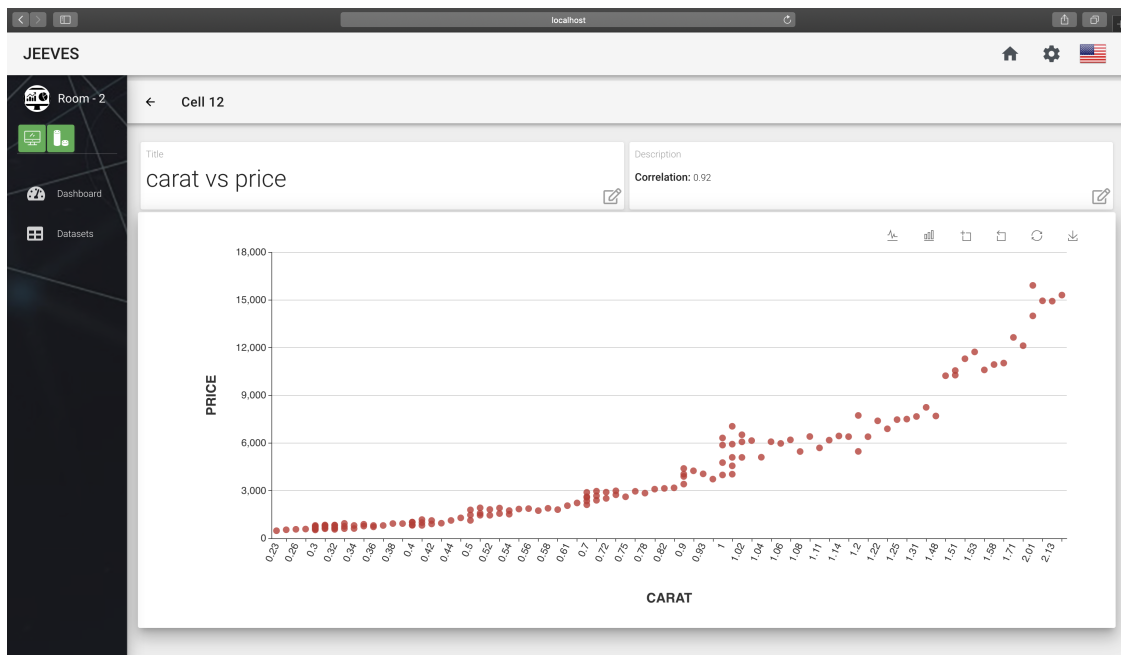 localhost
JEEVES
Room - 2
Cell 12
Title
carat vs price
Description
Correlation: 0.92
Dashboard
Datasets
18,000
15,000
12,000
9,000
6,000
3,000
0
PRICE
0.23 0.26 0.3 0.32 0.34 0.36 0.38 0.4 0.42 0.44 0.5 0.52 0.54 0.56 0.58 0.61 0.7 0.72 0.75 0.78 0.82 0.9 0.93 1 1.02 1.04 1.06 1.08 1.11 1.14 1.2 1.22 1.25 1.31 1.48 1.51 1.53 1.58 1.71 2.01 2.13
CARAT